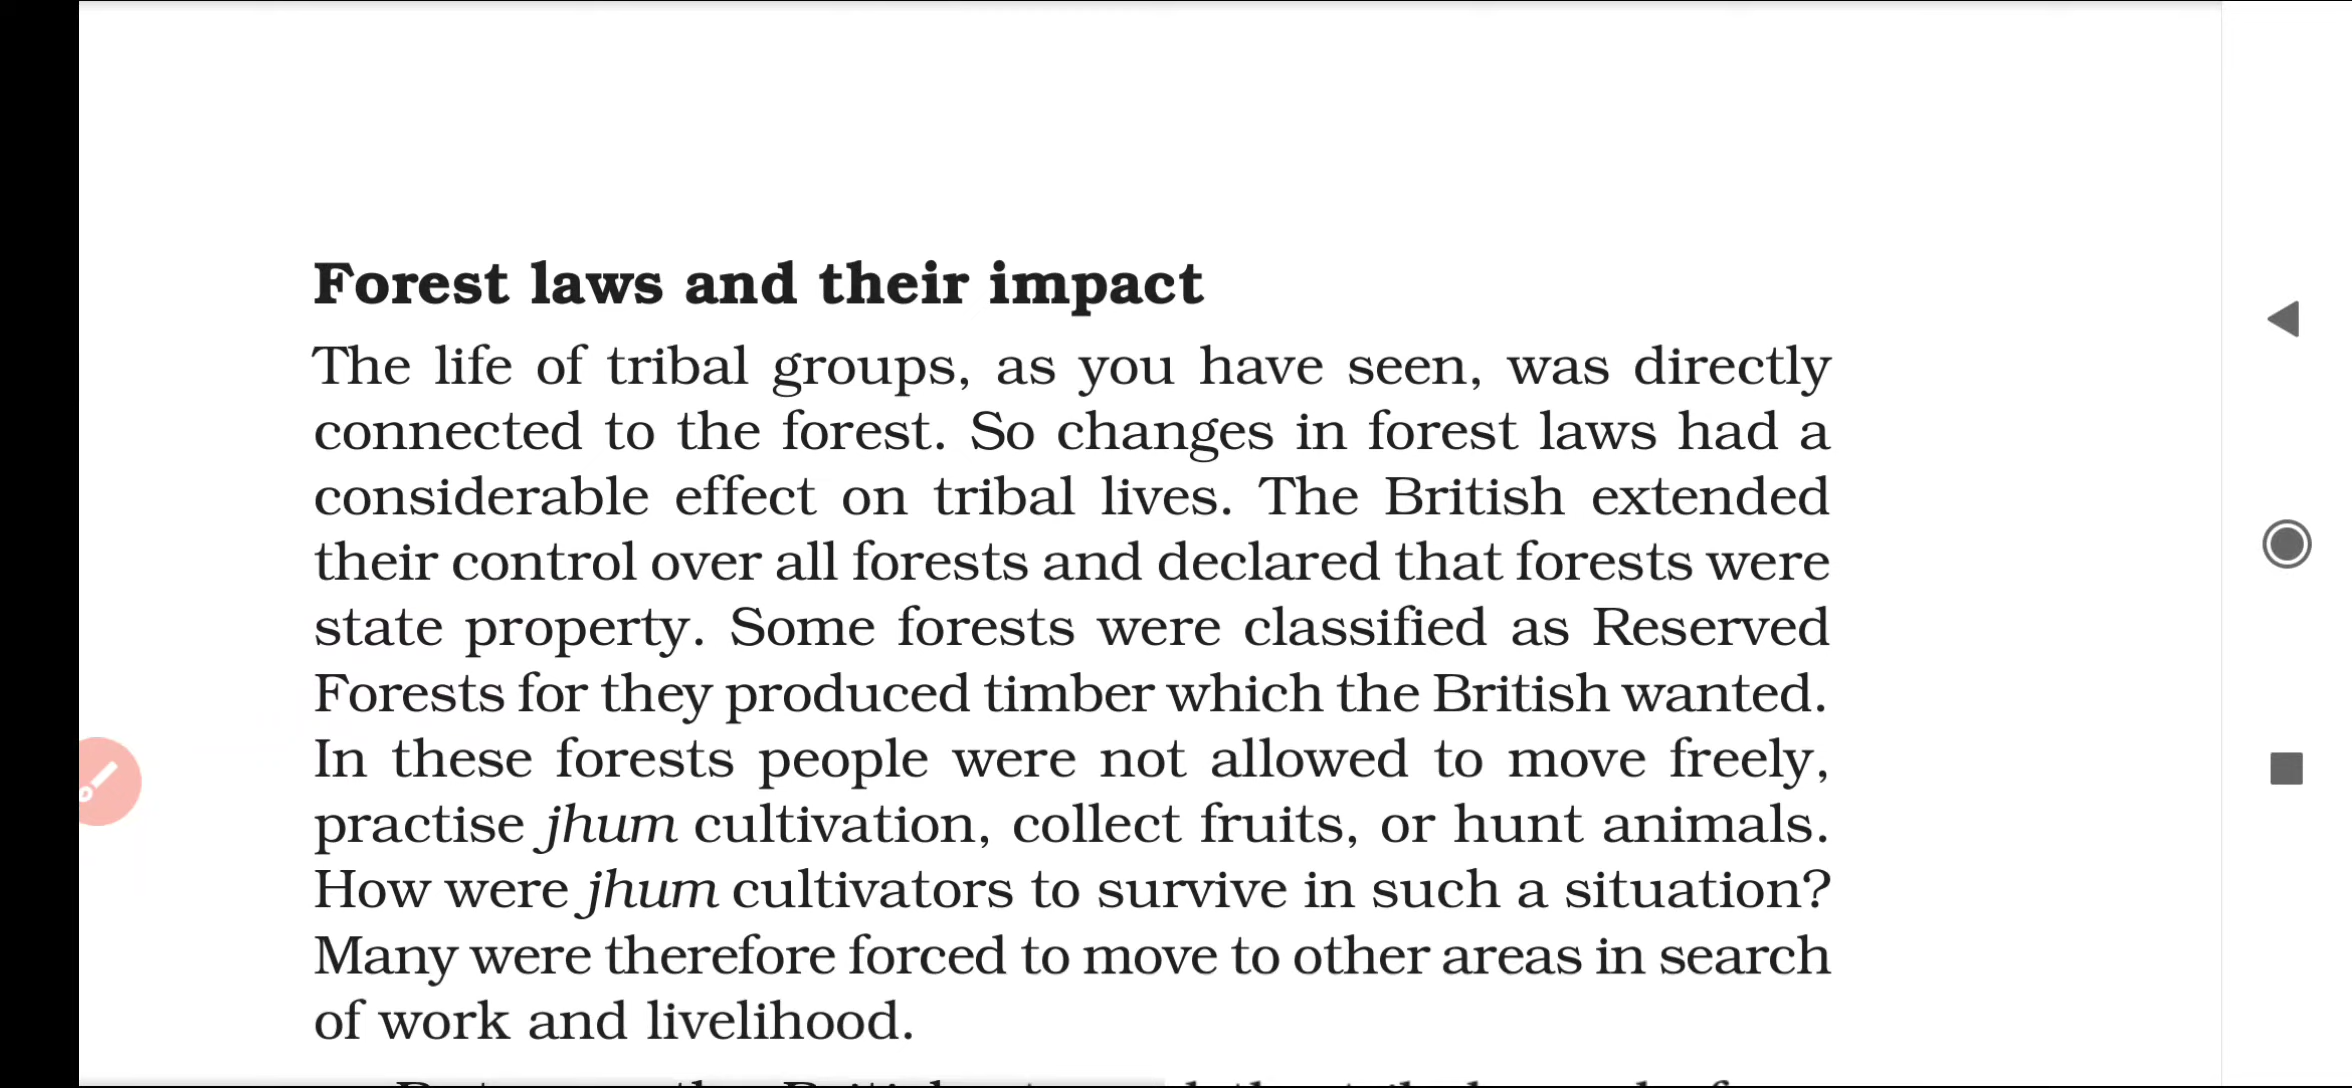 Forest laws and their impact
The life of tribal groups, as you have seen, was directly
connected to the forest. So changes in forest laws had a
considerable effect on tribal lives. The British extended
their control over all forests and declared that forests were
state property. Some forests were classified as Reserved
Forests for they produced timber which the British wanted.
In these forests people were not allowed to move freely,
practise jhum cultivation, collect fruits, or hunt animals.
How were jhum cultivators to survive in such a situation?
Many were therefore forced to move to other areas in search
of work and livelihood.